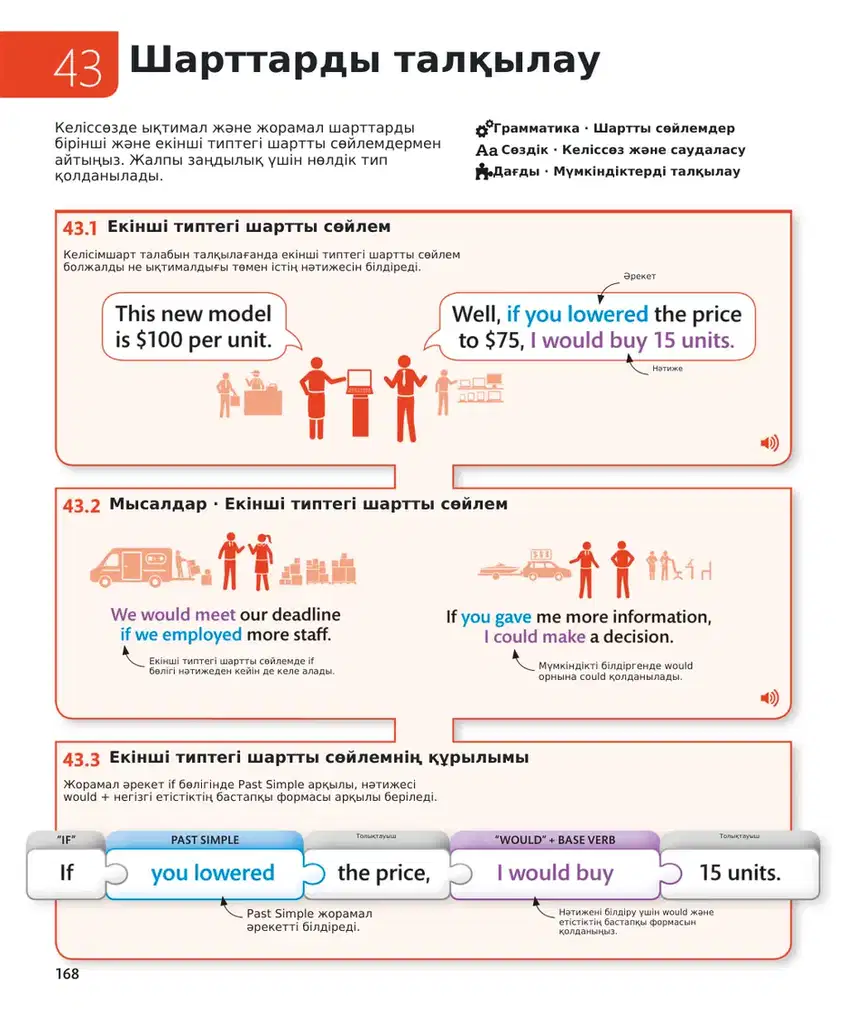 43
Шарттарды талқылау
Келіссөзде ықтимал және жорамал шарттарды
бірінші және екінші типтегі шартты сөйлемдермен
айтыңыз. Жалпы заңдылық үшін нөлдік тип
қолданылады.
Грамматика · Шартты сөйлемдер
Aa Сөздік · Келіссөз және саудаласу
Дағды · Мүмкіндіктерді талқылау
43.1 Екінші типтегі шартты сөйлем
Келісімшарт талабын талқылағанда екінші типтегі шартты сөйлем
болжалды не ықтималдығы төмен істің нәтижесін білдіреді.
Әрекет
This new model
is $100 per unit.
Well, if you lowered the price
to $75, I would buy 15 units.
Нәтиже
43.2 Мысалдар · Екінші типтегі шартты сөйлем
$$$
We would meet our deadline
if we employed more staff.
Екінші типтегі шартты сөйлемде if
бөлігі нәтижеден кейін де келе алады.
If you gave me more information,
I could make a decision.
Мүмкіндікті білдіргенде would
орнына could қолданылады.
43.3 Екінші типтегі шартты сөйлемнің құрылымы
Жорамал әрекет if бөлігінде Past Simple арқылы, нәтижесі
would + негізгі етістіктің бастапқы формасы арқылы беріледі.
"IF" PAST SIMPLE Толықтауыш "WOULD" + BASE VERB Толықтауыш
If you lowered the price, I would buy 15 units.
Past Simple жорамал
әрекетті білдіреді.
Нәтижені білдіру үшін would және
етістіктің бастапқы формасын
қолданыңыз.
168